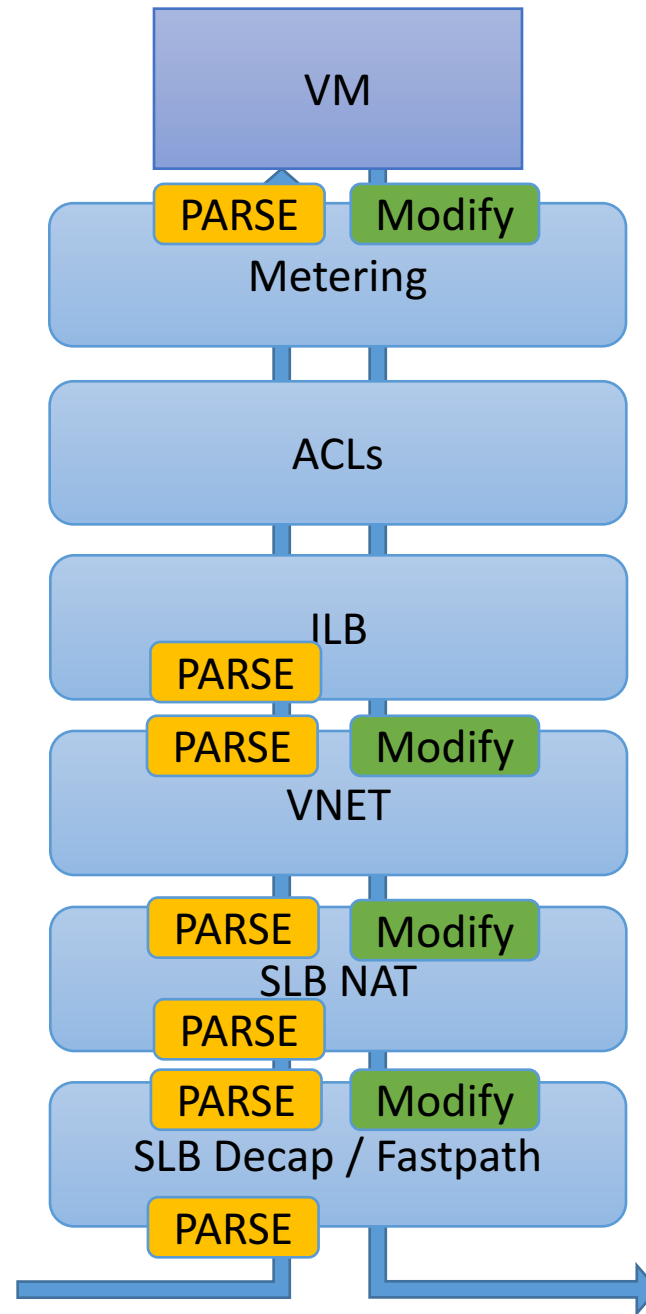 VM
PARSE Modify
Metering
ACLs
ILB
PARSE
PARSE Modify
VNET
PARSE Modify
SLB NAT
PARSE
PARSE Modify
SLB Decap / Fastpath
PARSE